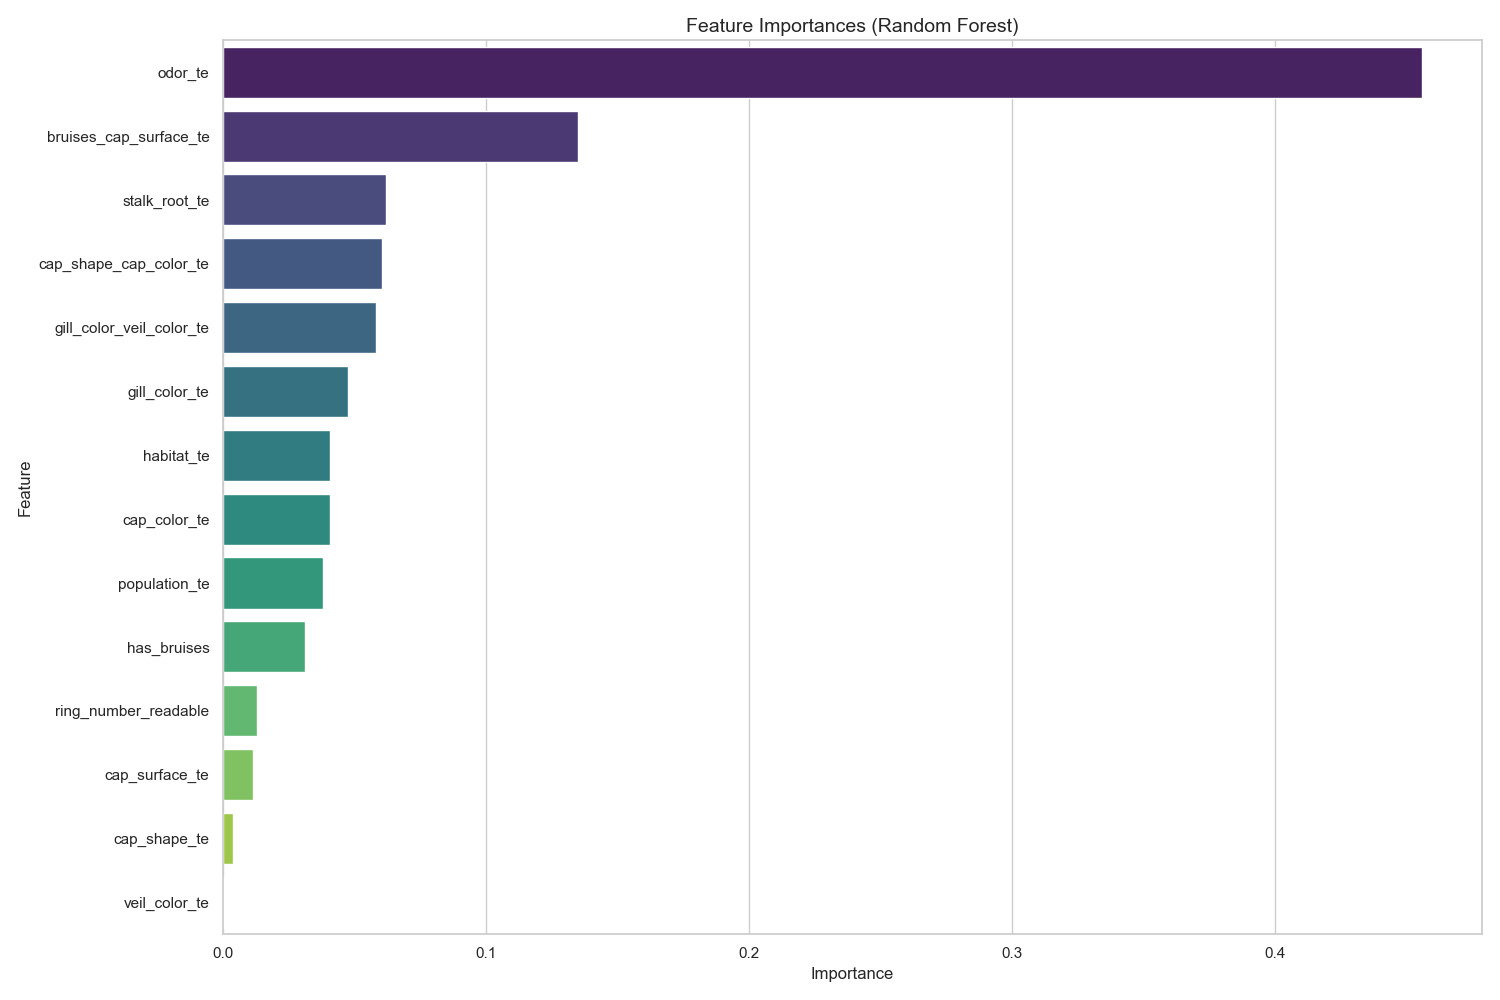 Feature Importances (Random Forest)
odor_te
bruises_cap_surface_te
stalk_root_te
cap_shape_cap_color_te
gill_color_veil_color_te
gill_color_te
habitat_te
cap_color_te
population_te
has_bruises
ring_number_readable
cap_surface_te
cap_shape_te
veil_color_te
Feature
0.0 0.1 0.2 0.3 0.4
Importance